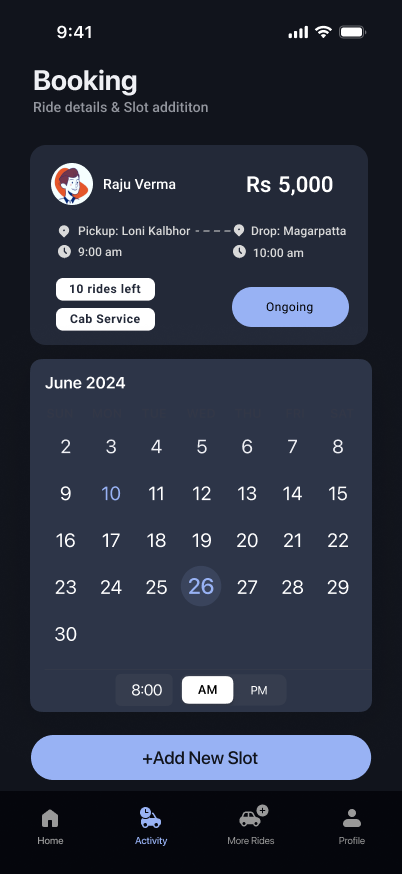 9:41
Booking
Ride details & Slot addititon
Raju Verma
Rs 5,000
Pickup: Loni Kalbhor
Drop: Magarpatta
9:00 am
10:00 am
10 rides left
Cab Service
Ongoing
June 2024
2 3 4 5 6 7 8
9 10 11 12 13 14 15
16 17 18 19 20 21 22
23 24 25 26 27 28 29
30
8:00 AM PM
+Add New Slot
Home Activity More Rides Profile